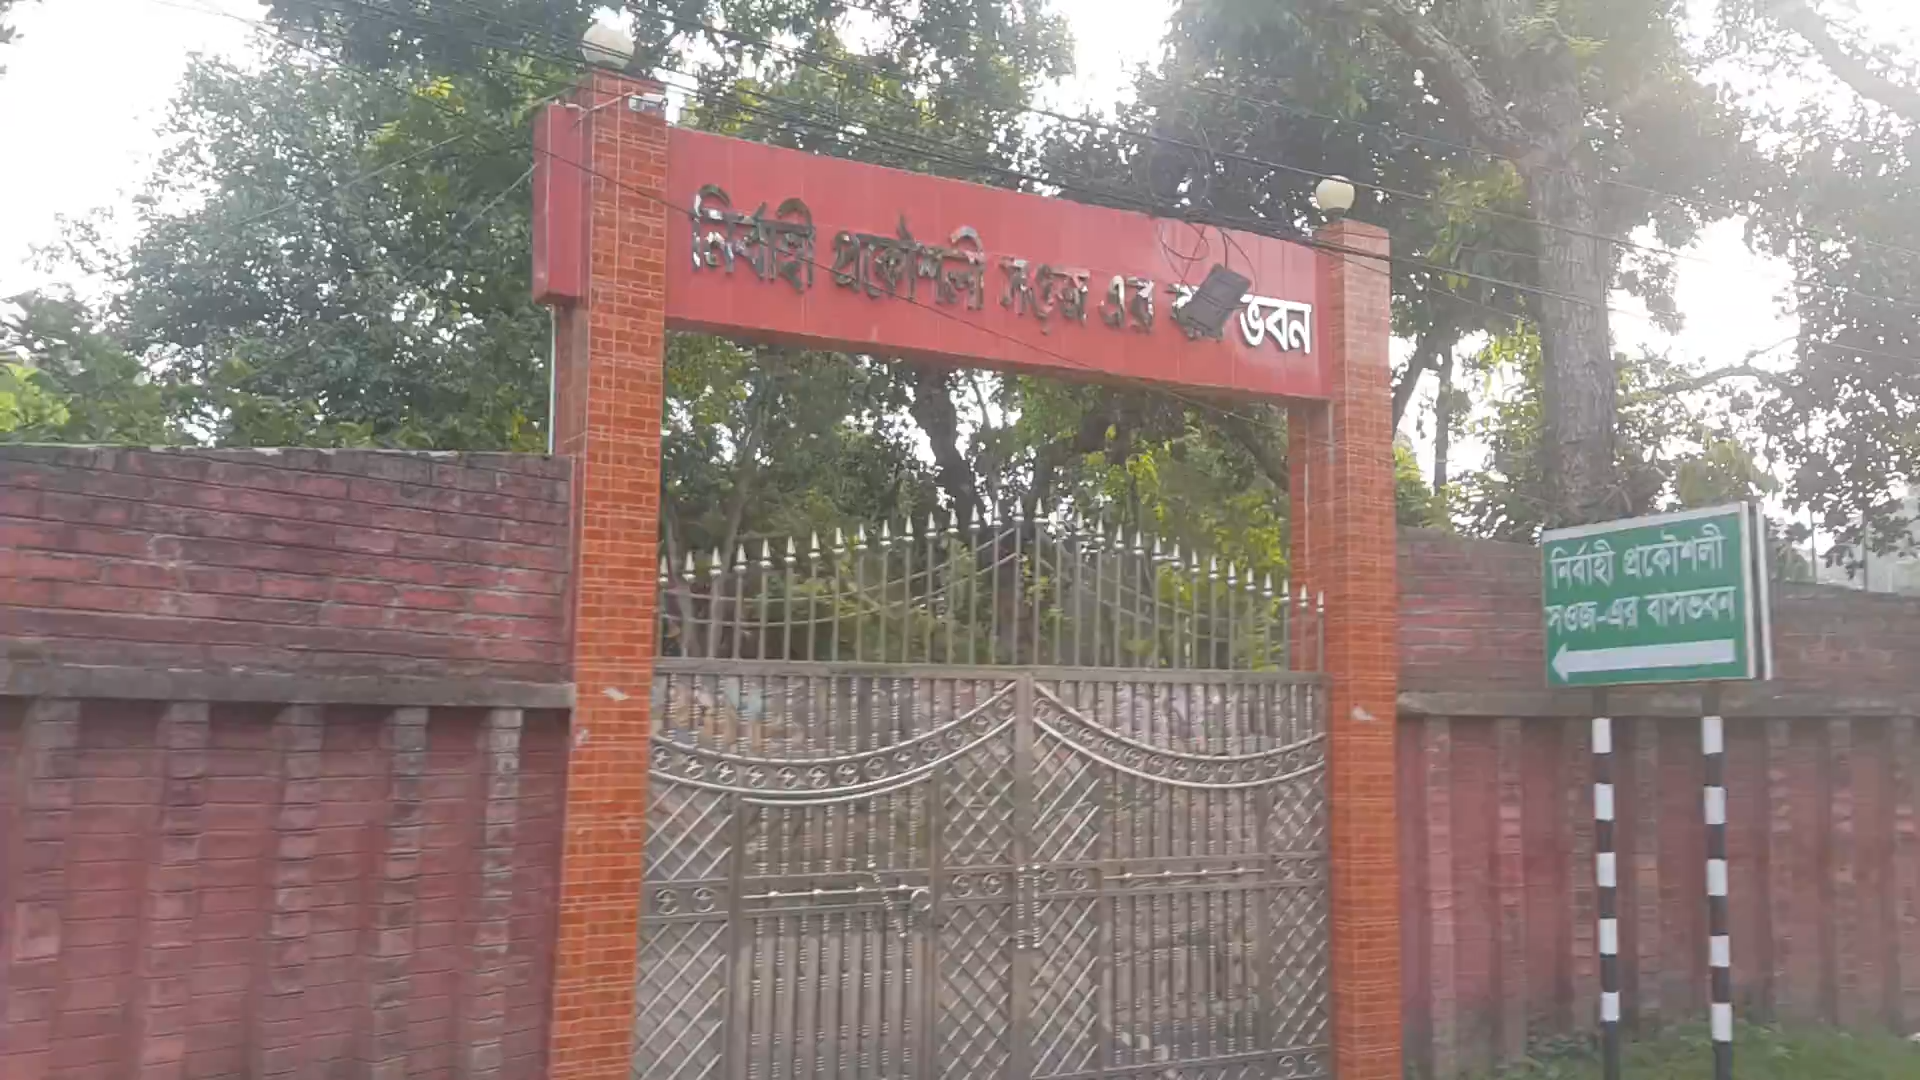 নির্বাহী প্রকৌশলী সওজ এর ভবন
নির্বাহী প্রকৌশলী
সওজ-এর বাসভবন